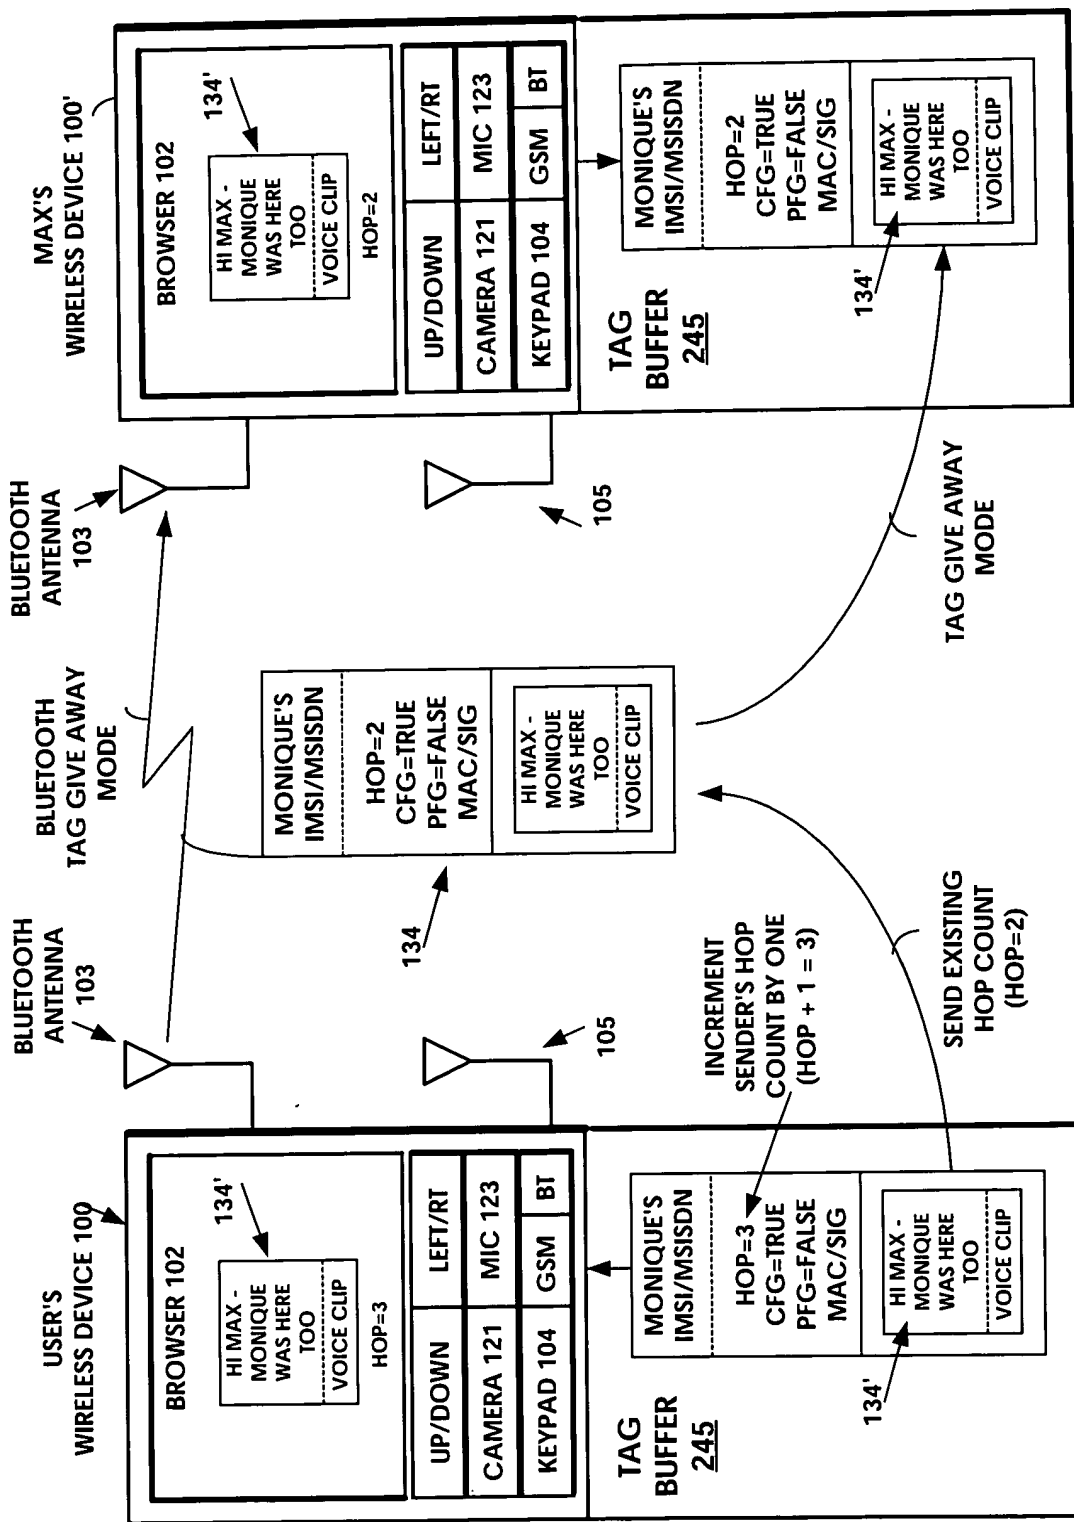 USER'S
WIRELESS DEVICE 100
BROWSER 102
134'
HI MAX -
MONIQUE
WAS HERE
TOO
VOICE CLIP
HOP=3
UP/DOWN
LEFT/RT
CAMERA 121
MIC 123
KEYPAD 104
GSM
BT
TAG
BUFFER
245
MONIQUE'S
IMSI/MSISDN
HOP=3
CFG=TRUE
PFG=FALSE
MAC/SIG
134'
HI MAX -
MONIQUE
WAS HERE
TOO
VOICE CLIP
BLUETOOTH
ANTENNA
103
105
INCREMENT
SENDER'S HOP
COUNT BY ONE
(HOP + 1 = 3)
SEND EXISTING
HOP COUNT
(HOP=2)
BLUETOOTH
TAG GIVE AWAY
MODE
134
MONIQUE'S
IMSI/MSISDN
HOP=2
CFG=TRUE
PFG=FALSE
MAC/SIG
HI MAX -
MONIQUE
WAS HERE
TOO
VOICE CLIP
BLUETOOTH
ANTENNA
103
105
TAG GIVE AWAY
MODE
MAX'S
WIRELESS DEVICE 100'
BROWSER 102
134'
HI MAX -
MONIQUE
WAS HERE
TOO
VOICE CLIP
HOP=2
UP/DOWN
LEFT/RT
CAMERA 121
MIC 123
KEYPAD 104
GSM
BT
TAG
BUFFER
245
MONIQUE'S
IMSI/MSISDN
HOP=2
CFG=TRUE
PFG=FALSE
MAC/SIG
134'
HI MAX -
MONIQUE
WAS HERE
TOO
VOICE CLIP